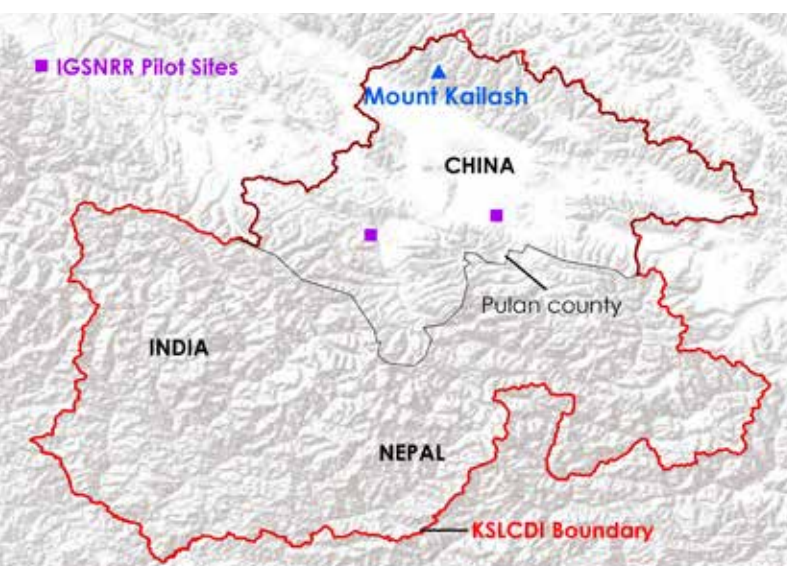 IGSNRR Pilot Sites
Mount Kailash
CHINA
Pulan county
INDIA
NEPAL
KSLCDI Boundary